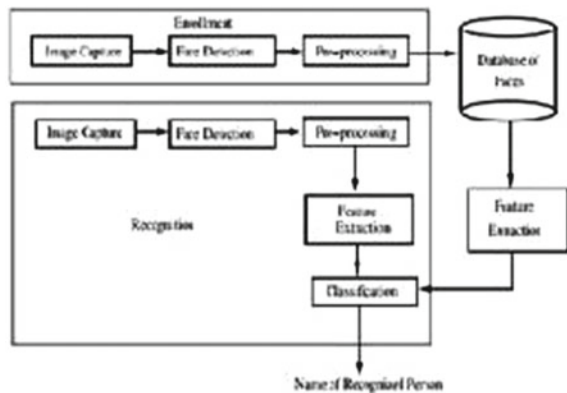 Enrollment
Image Capture
Face Detection
Pre-processing
Database of
Faces
Image Capture
Face Detection
Pre-processing
Recognition
Feature
Extraction
Feature
Extraction
Classification
Name of Recognized Person